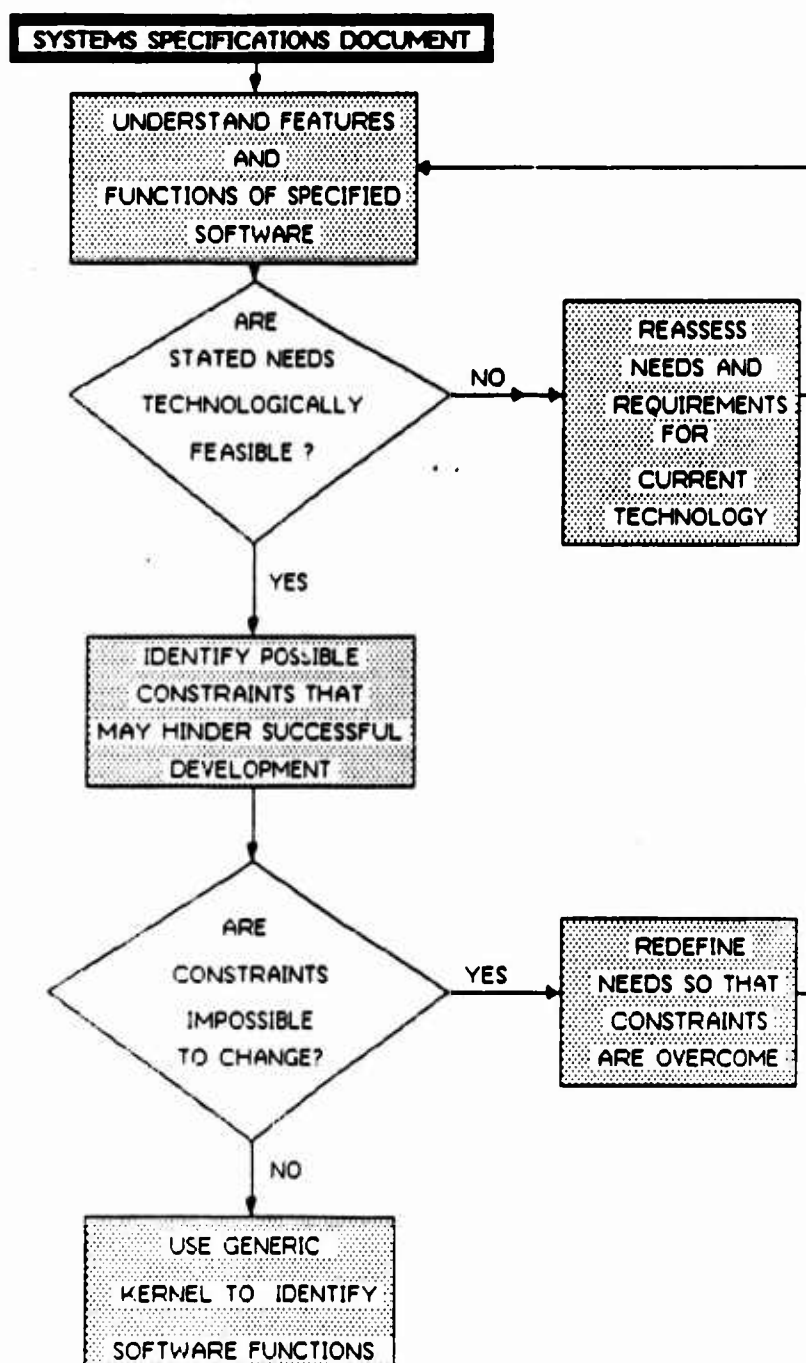 SYSTEMS SPECIFICATIONS DOCUMENT
UNDERSTAND FEATURES
AND
FUNCTIONS OF SPECIFIED
SOFTWARE
ARE
STATED NEEDS
TECHNOLOGICALLY
FEASIBLE ?
NO
REASSESS
NEEDS AND
REQUIREMENTS
FOR
CURRENT
TECHNOLOGY
YES
IDENTIFY POSSIBLE
CONSTRAINTS THAT
MAY HINDER SUCCESSFUL
DEVELOPMENT
ARE
CONSTRAINTS
IMPOSSIBLE
TO CHANGE?
YES
REDEFINE
NEEDS SO THAT
CONSTRAINTS
ARE OVERCOME
NO
USE GENERIC
KERNEL TO IDENTIFY
SOFTWARE FUNCTIONS